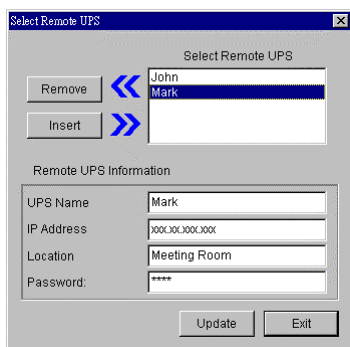 Select Remote UPS
Select Remote UPS
Remove
John
Mark
Insert
Remote UPS Information
UPS Name Mark
IP Address xxx.xx.xxx.xxx
Location Meeting Room
Password: ****
Update Exit